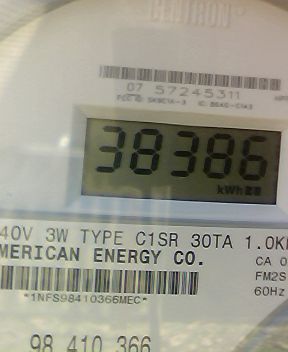 CENTRON
07 57245311
38386
kWh
40V 3W TYPE C1SR 30TA 1.0K
MERICAN ENERGY CO. CA 0
FM2S
*1NFS98410366MEC* 60Hz
98 410 366